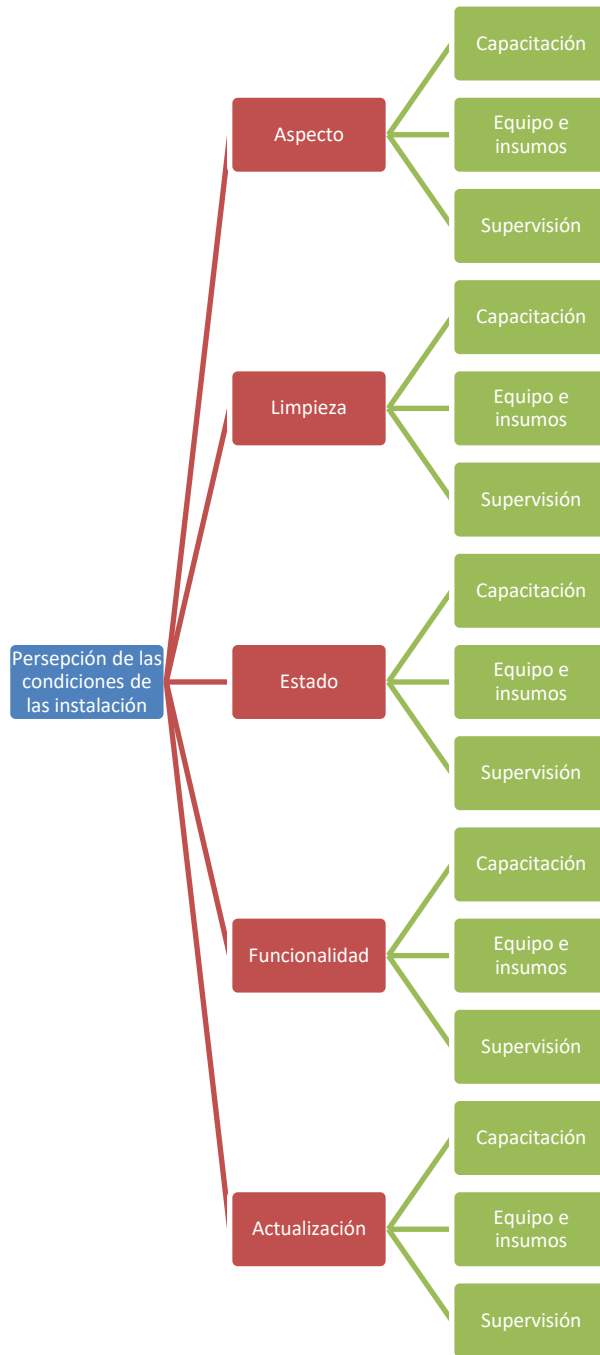 Persepción de las
condiciones de
las instalación
Aspecto
Capacitación
Equipo e
insumos
Supervisión
Limpieza
Capacitación
Equipo e
insumos
Supervisión
Estado
Capacitación
Equipo e
insumos
Supervisión
Funcionalidad
Capacitación
Equipo e
insumos
Supervisión
Actualización
Capacitación
Equipo e
insumos
Supervisión